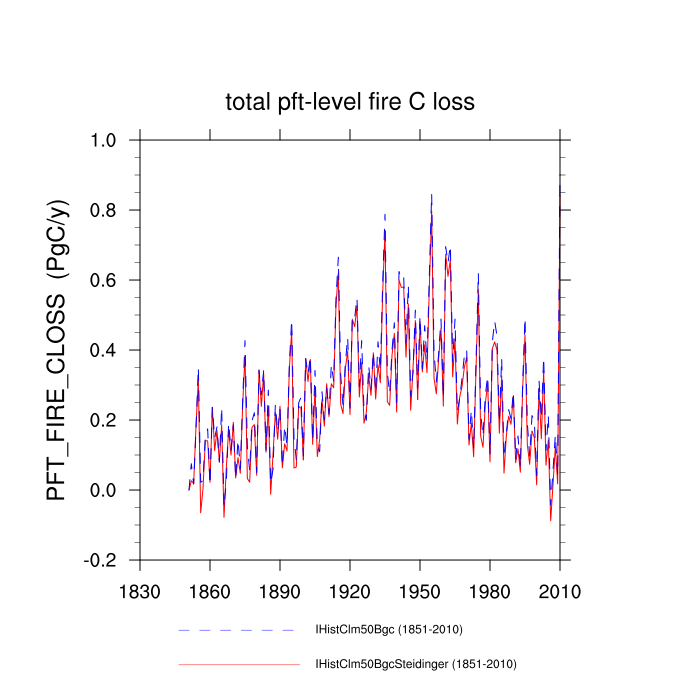 total pft-level fire C loss
PFT_FIRE_CLOSS (PgC/y)
1.0
0.8
0.6
0.4
0.2
0.0
-0.2
1830 1860 1890 1920 1950 1980 2010
IHistClm50Bgc (1851-2010)
IHistClm50BgcSteidinger (1851-2010)